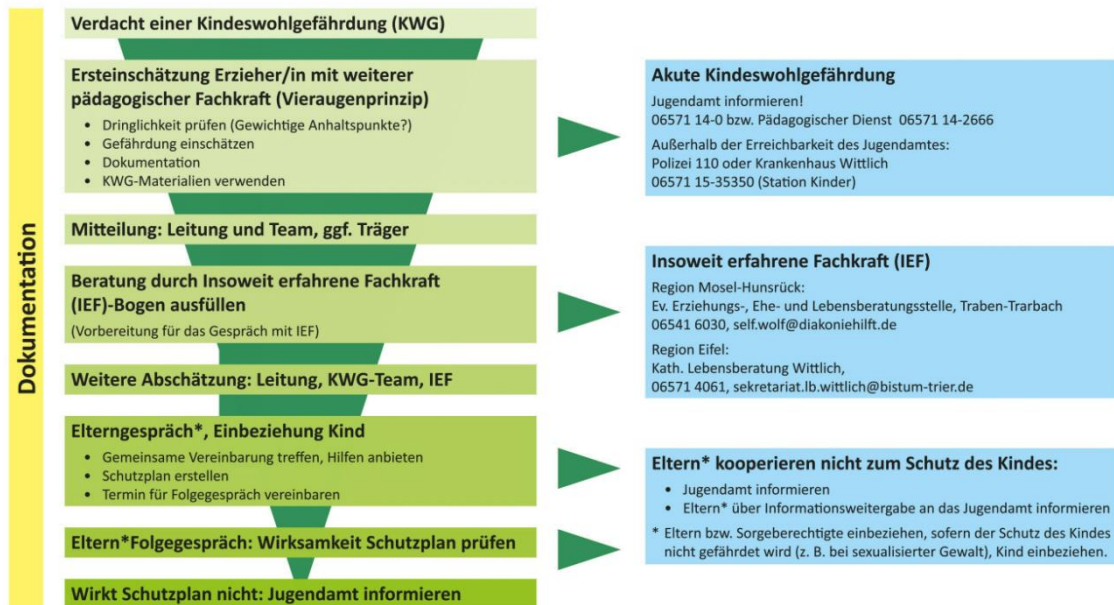 Dokumentation
Verdacht einer Kindeswohlgefährdung (KWG)
Ersteinschätzung Erzieher/in mit weiterer
pädagogischer Fachkraft (Vieraugenprinzip)
• Dringlichkeit prüfen (Gewichtige Anhaltspunkte?)
• Gefährdung einschätzen
• Dokumentation
• KWG-Materialien verwenden
Akute Kindeswohlgefährdung
Jugendamt informieren!
06571 14-0 bzw. Pädagogischer Dienst 06571 14-2666
Außerhalb der Erreichbarkeit des Jugendamtes:
Polizei 110 oder Krankenhaus Wittlich
06571 15-35350 (Station Kinder)
Mitteilung: Leitung und Team, ggf. Träger
Beratung durch Insoweit erfahrene Fachkraft
(IEF)-Bogen ausfüllen
(Vorbereitung für das Gespräch mit IEF)
Insoweit erfahrene Fachkraft (IEF)
Region Mosel-Hunsrück:
Ev. Erziehungs-, Ehe- und Lebensberatungsstelle, Traben-Trarbach
06541 6030, self.wolf@diakoniehilft.de
Region Eifel:
Kath. Lebensberatung Wittlich,
06571 4061, sekretariat.lb.wittlich@bistum-trier.de
Weitere Abschätzung: Leitung, KWG-Team, IEF
Elterngespräch*, Einbeziehung Kind
• Gemeinsame Vereinbarung treffen, Hilfen anbieten
• Schutzplan erstellen
• Termin für Folgegespräch vereinbaren
Eltern* kooperieren nicht zum Schutz des Kindes:
• Jugendamt informieren
• Eltern* über Informationsweitergabe an das Jugendamt informieren
* Eltern bzw. Sorgeberechtigte einbeziehen, sofern der Schutz des Kindes
nicht gefährdet wird (z. B. bei sexualisierter Gewalt), Kind einbeziehen.
Eltern*Folgegespräch: Wirksamkeit Schutzplan prüfen
Wirkt Schutzplan nicht: Jugendamt informieren